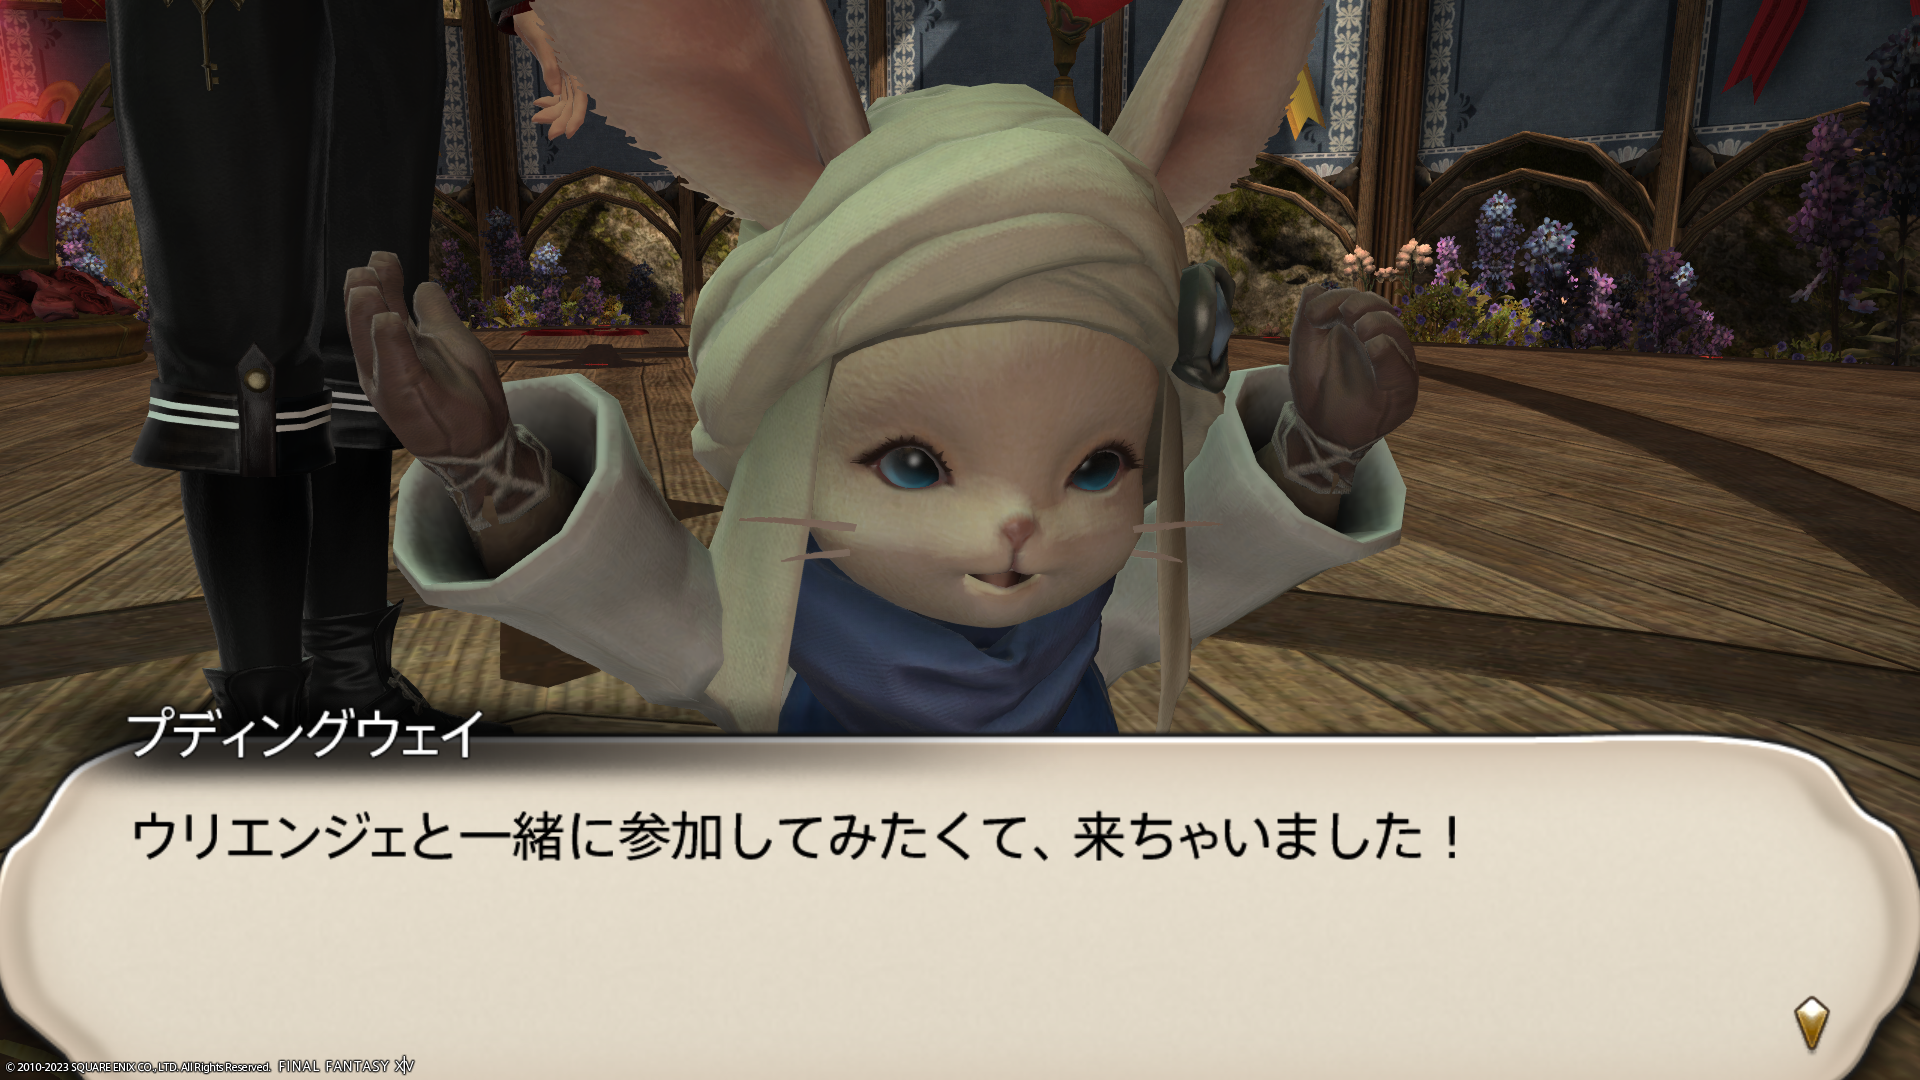 プディングウェイ
ウリエンジェと一緒に参加してみたくて、来ちゃいました！
© 2010-2023 SQUARE ENIX CO., LTD. All Rights Reserved. FINAL FANTASY XIV